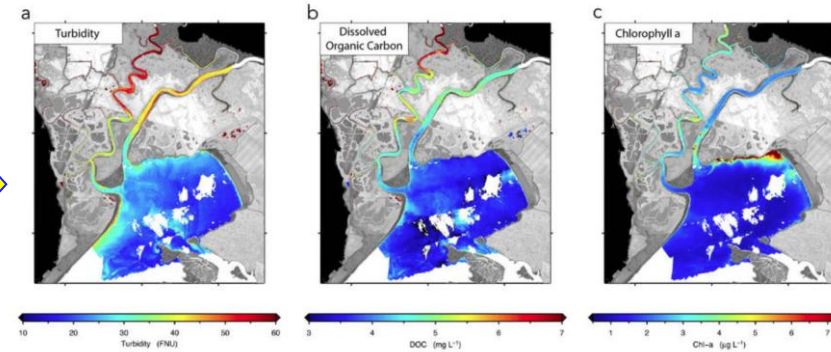 a
Turbidity
b
Dissolved
Organic Carbon
c
Chlorophyll a
10 20 30 40 50 60
Turbidity (FNU)
3 4 5 6 7
DOC (mg L⁻¹)
1 2 3 4 5 6 7
Chl-a (µg L⁻¹)